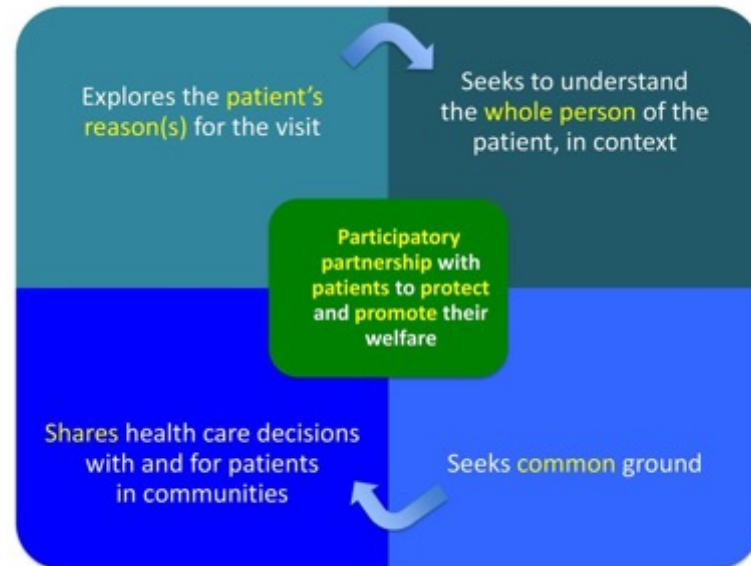 Explores the patient's
reason(s) for the visit
Seeks to understand
the whole person of the
patient, in context
Participatory
partnership with
patients to protect
and promote their
welfare
Shares health care decisions
with and for patients
in communities
Seeks common ground